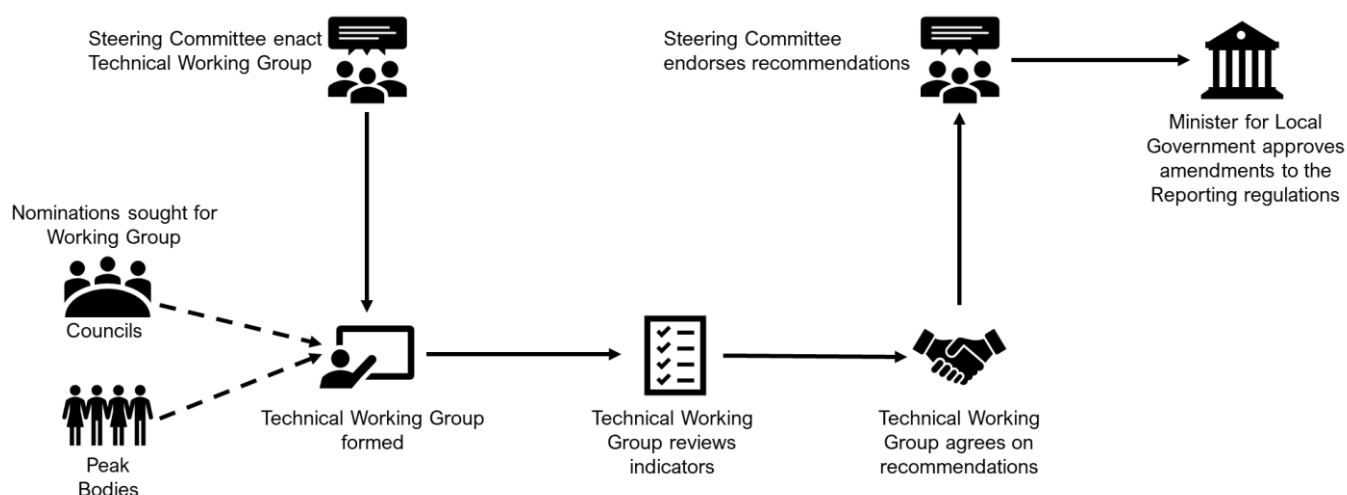 Steering Committee enact
Technical Working Group
Steering Committee
endorses recommendations
Minister for Local
Government approves
amendments to the
Reporting regulations
Nominations sought for
Working Group
Councils
Peak
Bodies
Technical Working Group
formed
Technical Working
Group reviews
indicators
Technical Working
Group agrees on
recommendations